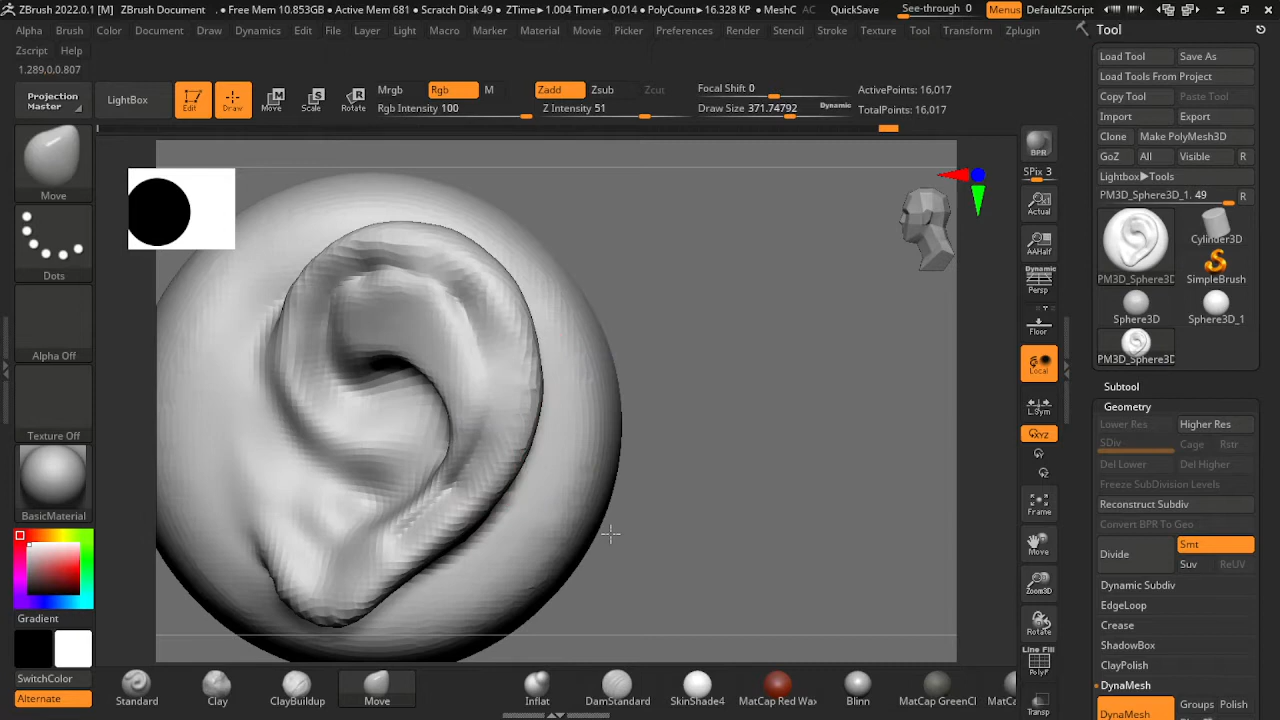 ZBrush 2022.0.1 [M] ZBrush Document . • Free Mem 10.853GB • Active Mem 681 • Scratch Disk 49 • ZTime▸1.004 Timer▸0.014 • PolyCount▸16.328 KP • MeshC AC QuickSave See-through 0 Menus DefaultZScript
Alpha Brush Color Document Draw Dynamics Edit File Layer Light Macro Marker Material Movie Picker Preferences Render Stencil Stroke Texture Tool Transform Zplugin
Zscript Help
1.289,0,0.807
Projection Master
LightBox
Edit Draw Move Scale Rotate
Mrgb Rgb M
Rgb Intensity 100
Zadd Zsub Zcut
Z Intensity 51
Focal Shift 0
Draw Size 371.74792 Dynamic
ActivePoints: 16,017
TotalPoints: 16,017
Move
Dots
Alpha Off
Texture Off
BasicMaterial
Gradient
SwitchColor
Alternate
BPR
SPix 3
Actual
AAHalf
Dynamic
Persp
Floor
Local
L.Sym
XYZ
Frame
Move
Zoom3D
Rotate
Line Fill
PolyF
Transp
Tool
Load Tool Save As
Load Tools From Project
Copy Tool Paste Tool
Import Export
Clone Make PolyMesh3D
GoZ All Visible R
Lightbox▶Tools
PM3D_Sphere3D_1. 49 R
PM3D_Sphere3D Cylinder3D
SimpleBrush
Sphere3D Sphere3D_1
PM3D_Sphere3D
Subtool
Geometry
Lower Res Higher Res
SDiv Cage Rstr
Del Lower Del Higher
Freeze SubDivision Levels
Reconstruct Subdiv
Convert BPR To Geo
Divide Smt
Suv ReUV
Dynamic Subdiv
EdgeLoop
Crease
ShadowBox
ClayPolish
DynaMesh
DynaMesh Groups Polish
Standard Clay ClayBuildup Move Inflat DamStandard SkinShade4 MatCap Red Wax Blinn MatCap GreenCl MatCap